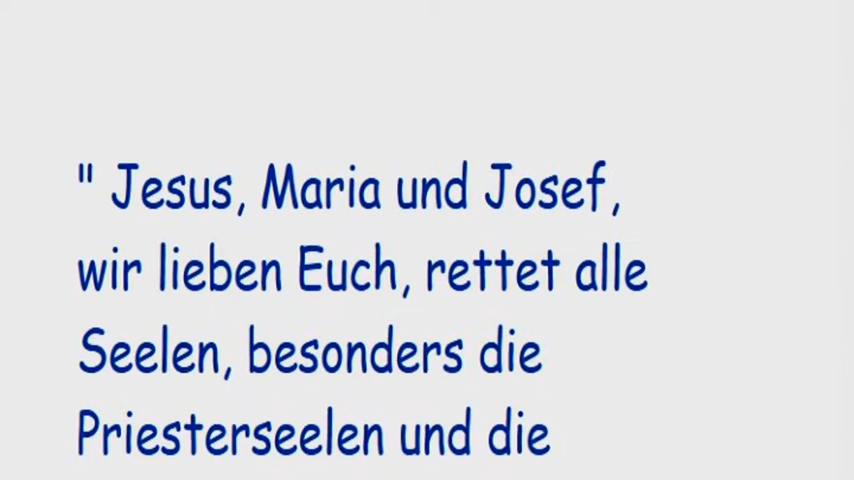 " Jesus, Maria und Josef,
wir lieben Euch, rettet alle
Seelen, besonders die
Priesterseelen und die